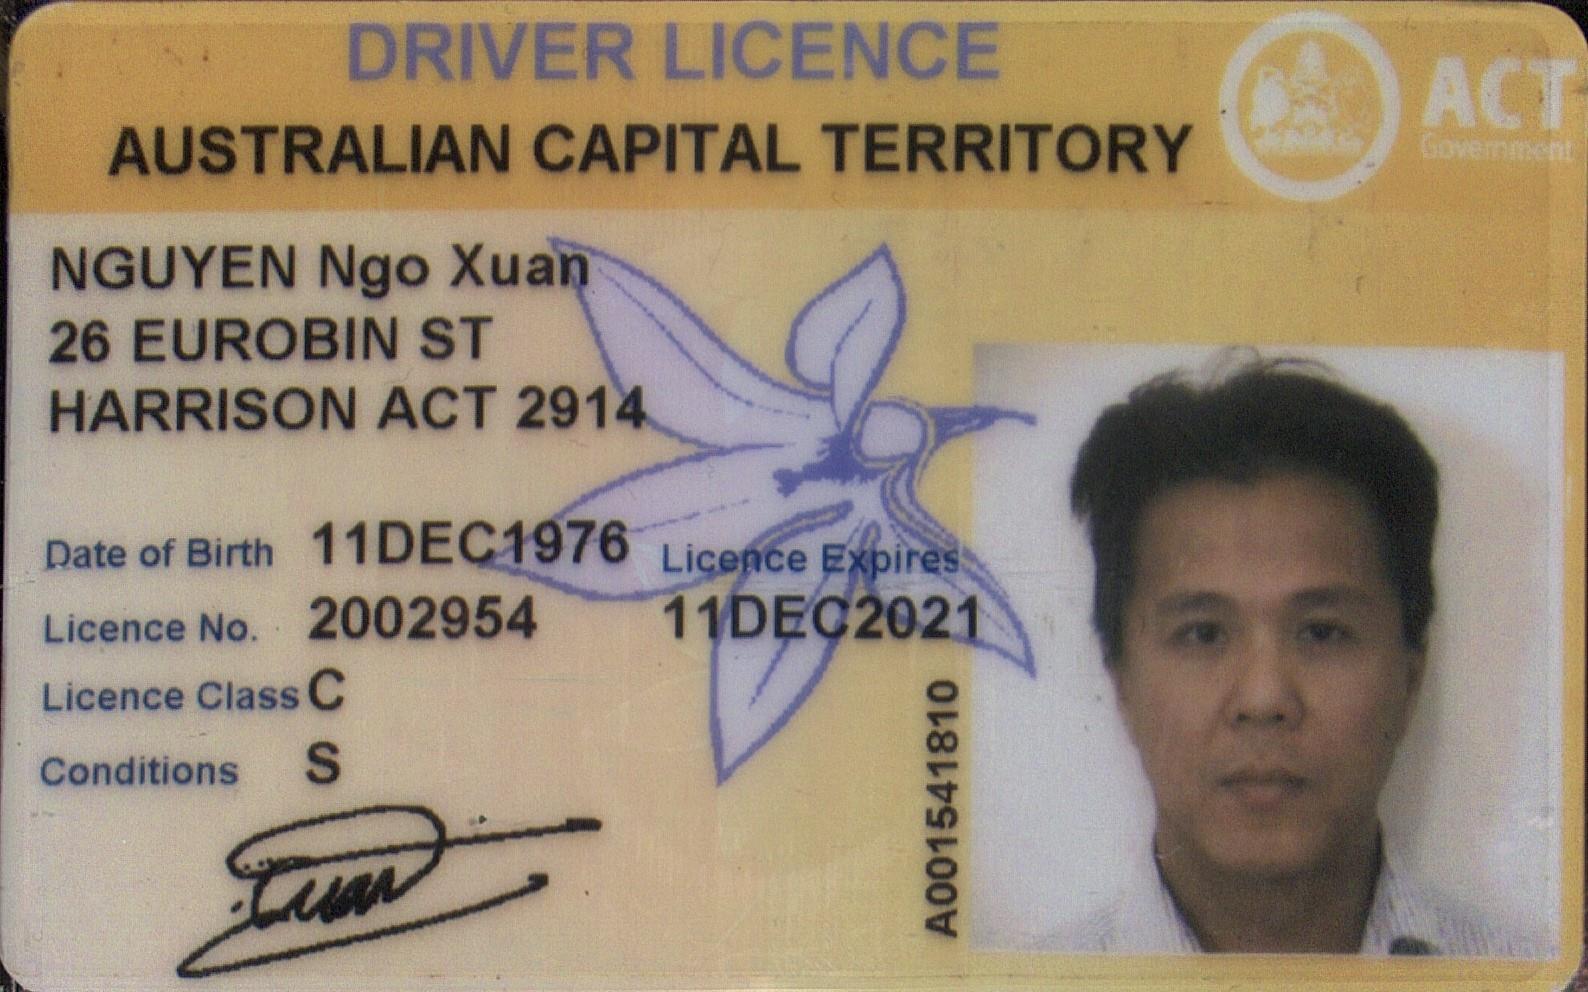 DRIVER LICENCE
ACT
Government
AUSTRALIAN CAPITAL TERRITORY
NGUYEN Ngo Xuan
26 EUROBIN ST
HARRISON ACT 2914
Date of Birth 11DEC1976 Licence Expires
Licence No. 2002954 11DEC2021
Licence Class C
Conditions S
A001541810
Xuan